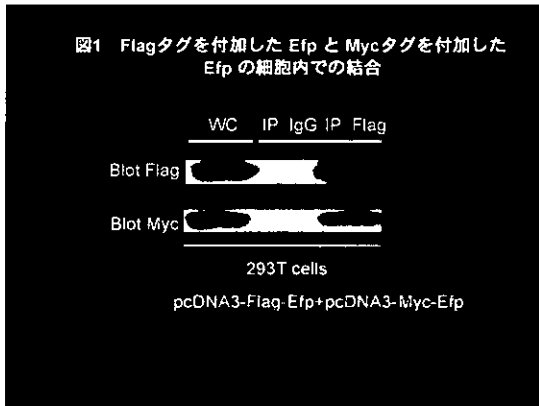 図1 Flagタグを付加した Efp と Mycタグを付加した
Efp の細胞内での結合
WC IP IgG IP Flag
Blot Flag
Blot Myc
293T cells
pcDNA3-Flag-Efp+pcDNA3-Myc-Efp